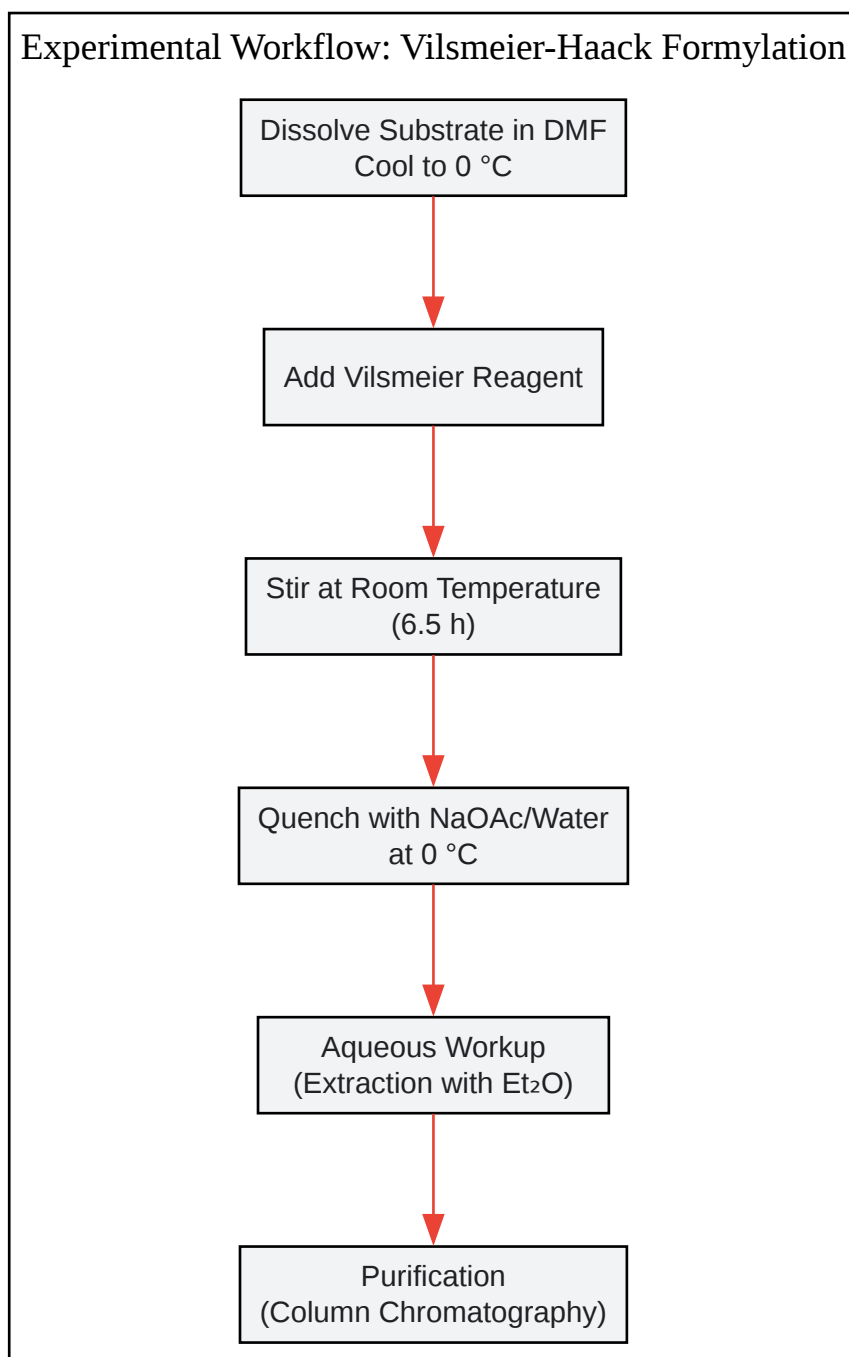 Experimental Workflow: Vilsmeier-Haack Formylation
Dissolve Substrate in DMF
Cool to 0 °C
Add Vilsmeier Reagent
Stir at Room Temperature
(6.5 h)
Quench with NaOAc/Water
at 0 °C
Aqueous Workup
(Extraction with Et₂O)
Purification
(Column Chromatography)